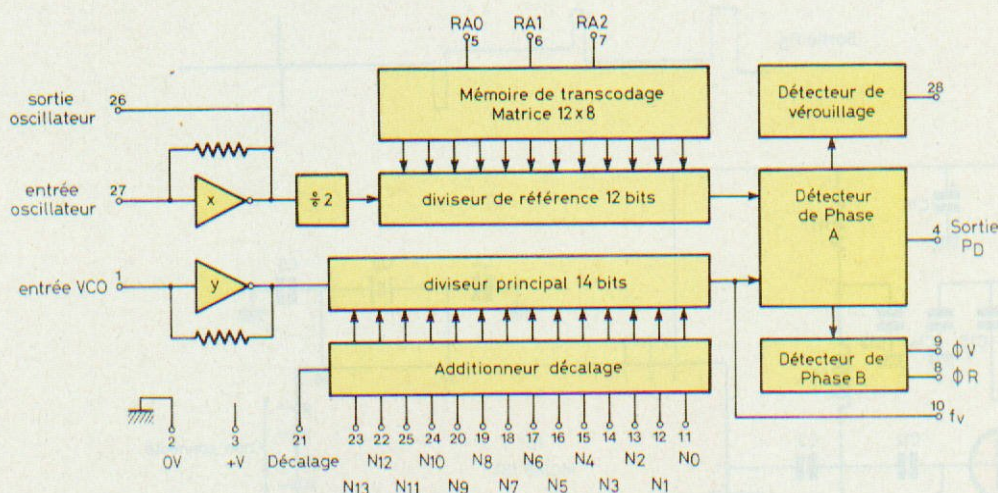 RA0 RA1 RA2
5 6 7
sortie
oscillateur
26
Mémoire de transcodage
Matrice 12x8
Détecteur de
vérouillage
28
entrée
oscillateur
27
x
÷ 2
diviseur de référence 12 bits
Détecteur
de Phase
A
4 Sortie
PD
entrée VCO
1
y
diviseur principal 14 bits
Additionneur décalage
Détecteur de
Phase B
9 ϕV
8 ϕR
10 fv
2 3 21 23 22 25 24 20 19 18 17 16 15 14 13 12 11
0V +V Décalage N12 N10 N8 N6 N4 N2 N0
N13 N11 N9 N7 N5 N3 N1